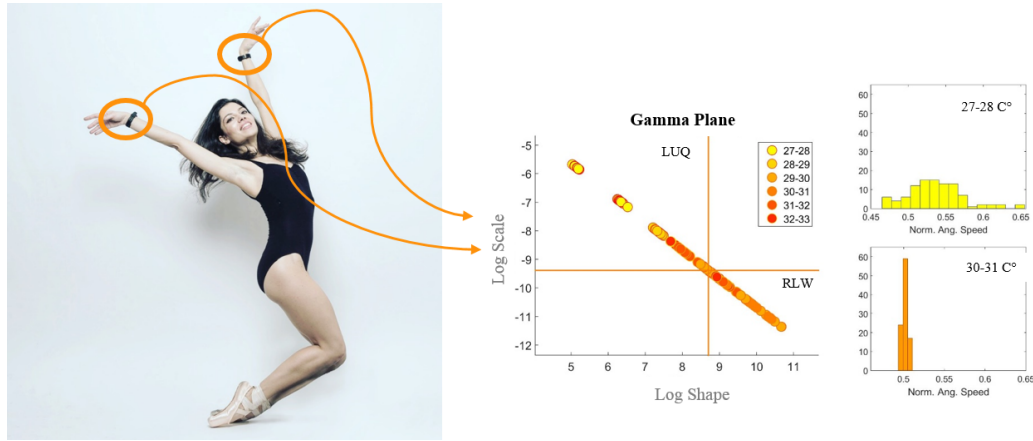 Gamma Plane
LUQ
RLW
27-28
28-29
29-30
30-31
31-32
32-33
-5
-6
-7
-8
-9
-10
-11
-12
5 6 7 8 9 10 11
Log Scale
Log Shape
27-28 C°
60
50
40
30
20
10
0
0.45 0.5 0.55 0.6 0.65
Norm. Ang. Speed
30-31 C°
60
50
40
30
20
10
0
0.5 0.55 0.6 0.65
Norm. Ang. Speed